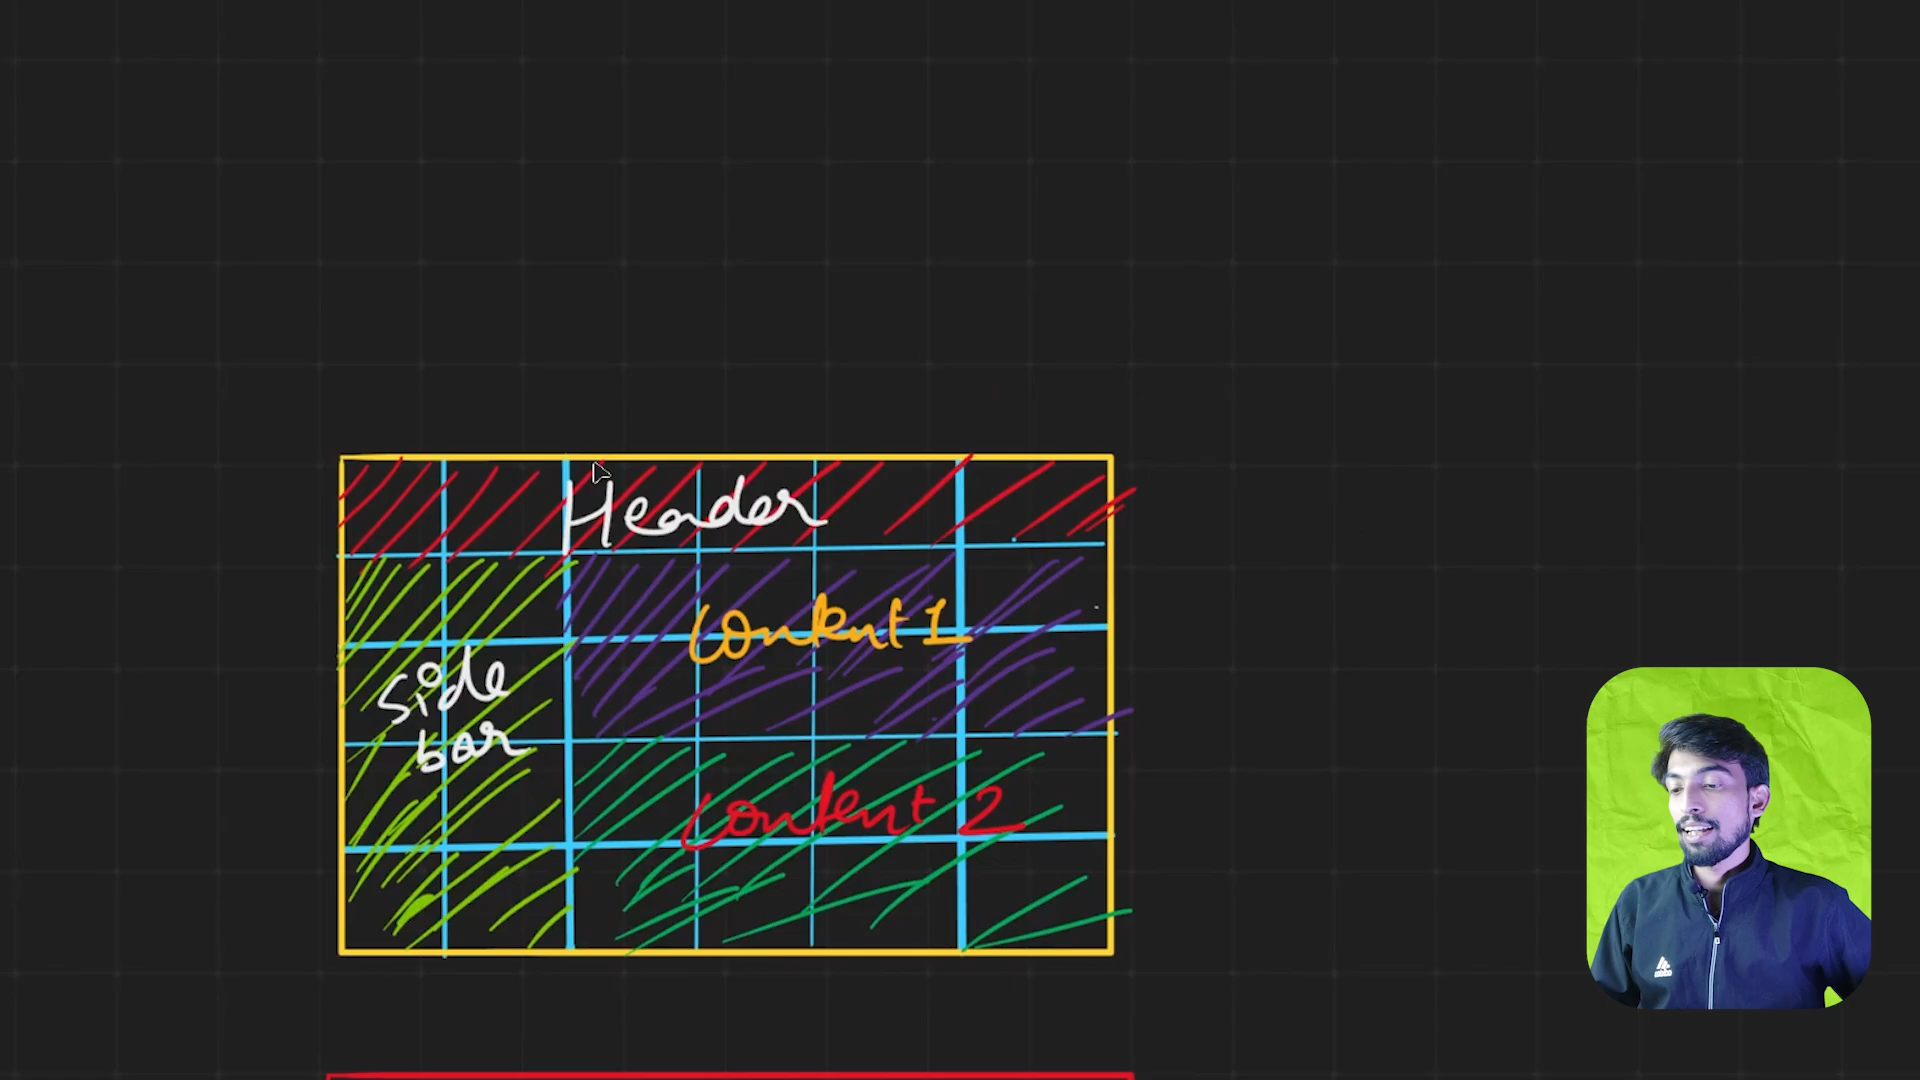 Header
Content 1
Side
bar
Content 2